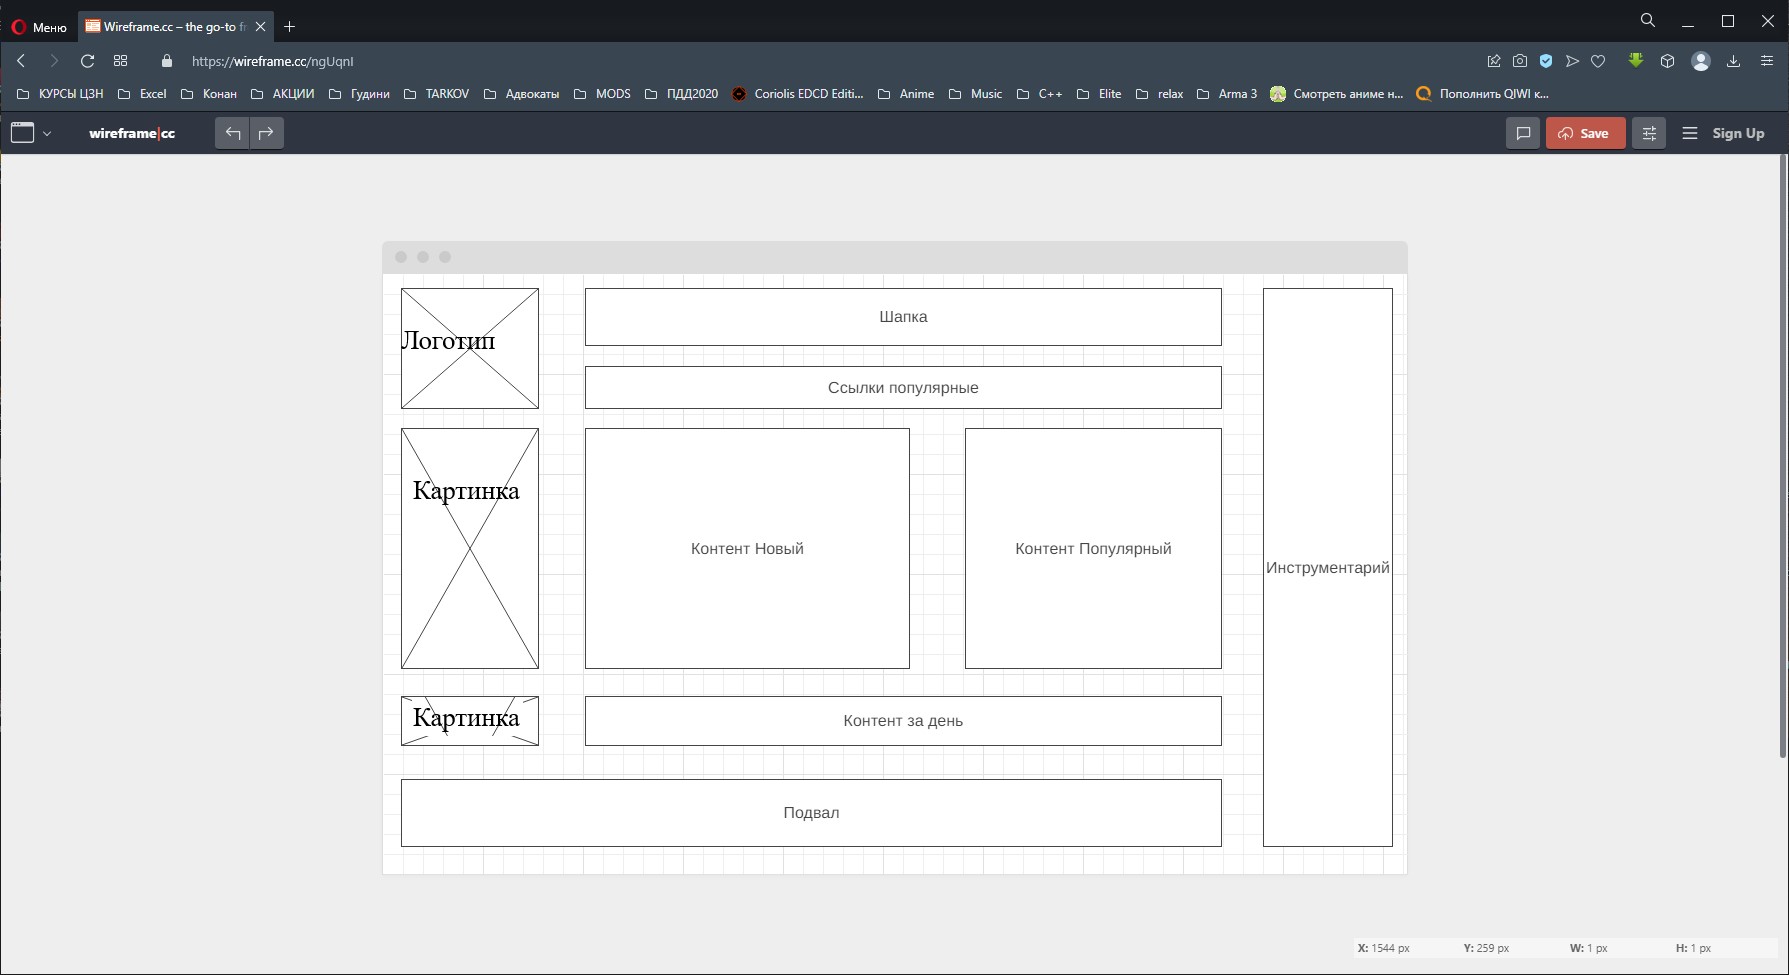 Меню
Wireframe.cc – the go-to f
https://wireframe.cc/ngUqnI
КУРСЫ ЦЗН Excel Конан АКЦИИ Гудини TARKOV Адвокаты MODS ПДД2020 Coriolis EDCD Editi... Anime Music C++ Elite relax Arma 3 Смотреть аниме н... Пополнить QIWI к...
wireframe|cc Save Sign Up
Логотип
Шапка
Ссылки популярные
Картинка
Контент Новый
Контент Популярный
Инструментарий
Картинка
Контент за день
Подвал
X: 1544 px Y: 259 px W: 1 px H: 1 px